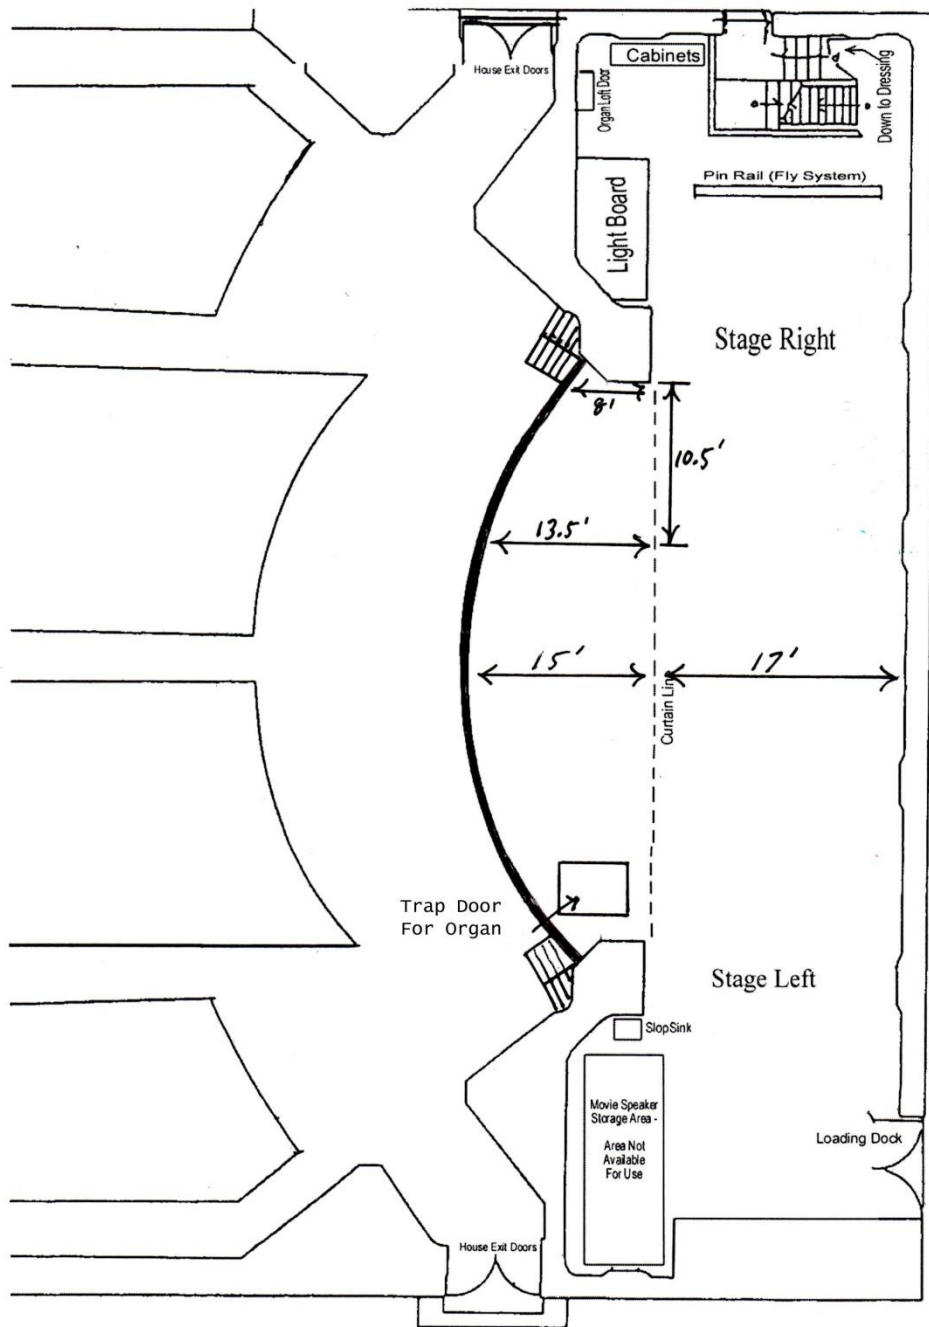 House Exit Doors
Cabinets
Organ Loft Door
Down to Dressing
Pin Rail (Fly System)
Light Board
Stage Right
8'
10.5'
13.5'
15'
17'
Curtain Line
Trap Door
For Organ
Stage Left
SlopSink
Movie Speaker
Storage Area -
Area Not
Available
For Use
Loading Dock
House Exit Doors